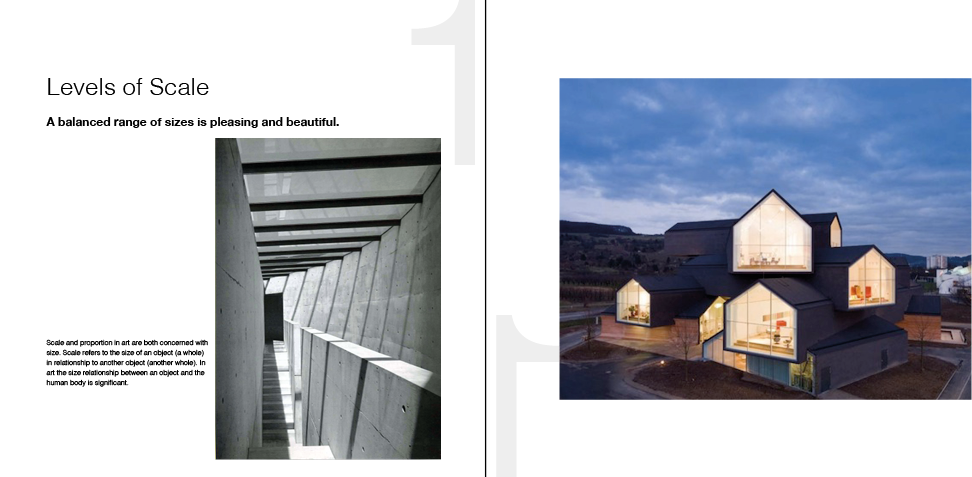 1
Levels of Scale
A balanced range of sizes is pleasing and beautiful.
Scale and proportion in art are both concerned with
size. Scale refers to the size of an object (a whole)
in relationship to another object (another whole). In
art the size relationship between an object and the
human body is significant.
1